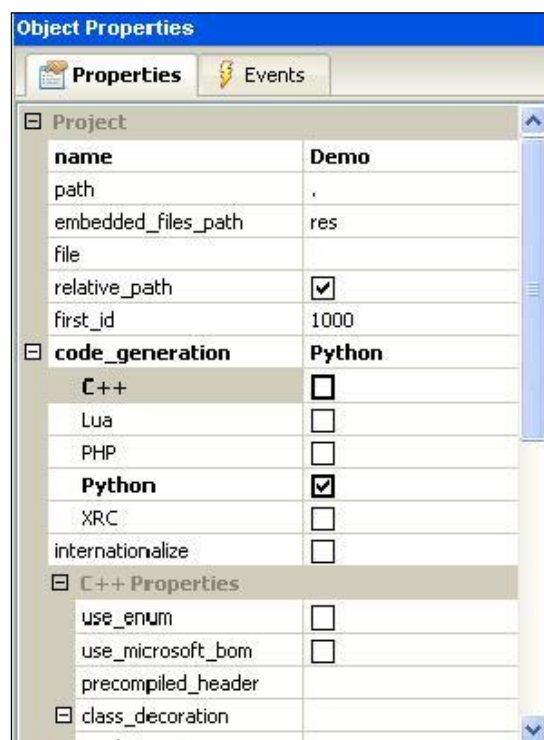 Object Properties
Properties Events
Project
name Demo
path .
embedded_files_path res
file
relative_path
first_id 1000
code_generation Python
C++
Lua
PHP
Python
XRC
internationalize
C++ Properties
use_enum
use_microsoft_bom
precompiled_header
class_decoration